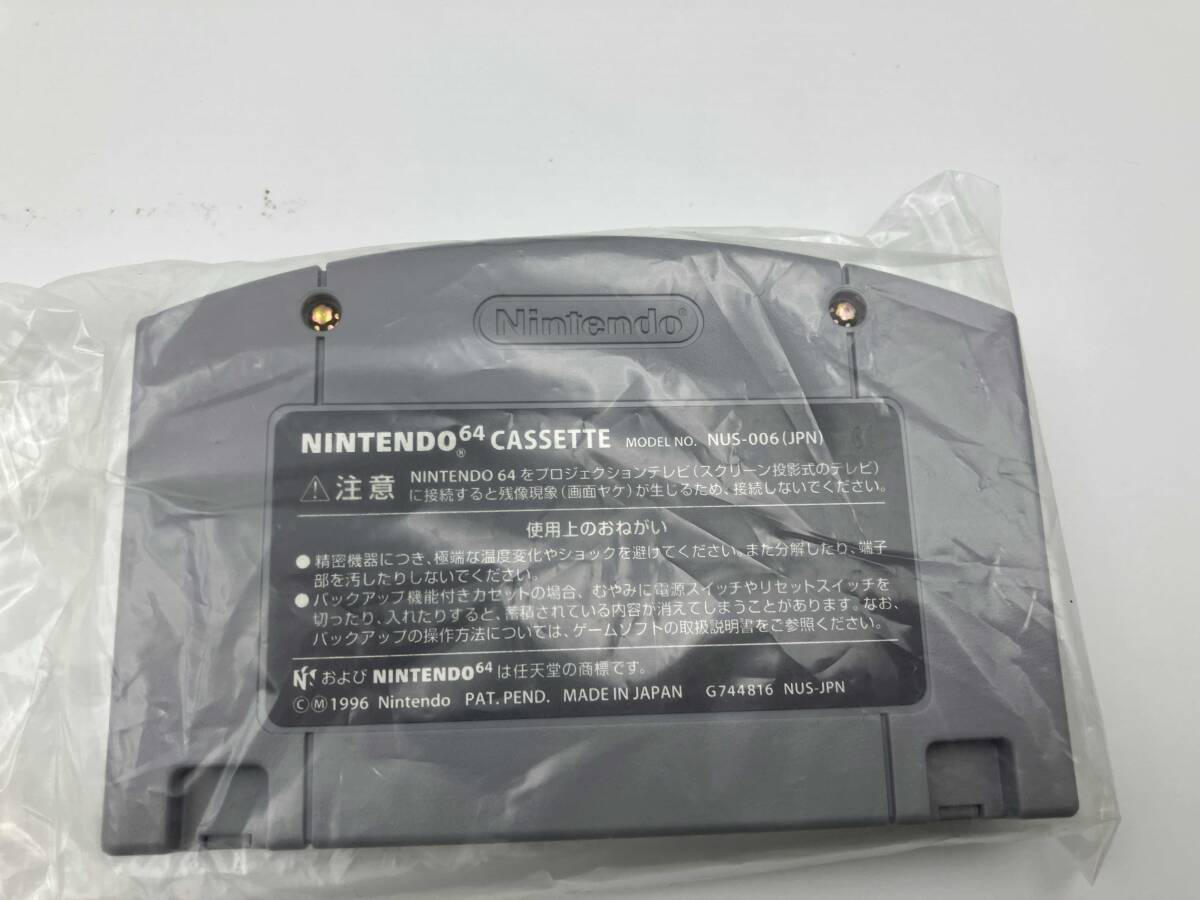 Nintendo®
NINTENDO64® CASSETTE MODEL NO. NUS-006(JPN)
注意 NINTENDO 64 をプロジェクションテレビ(スクリーン投影式のテレビ)
に接続すると残像現象(画面ヤケ)が生じるため、接続しないでください。
使用上のおねがい
●精密機器につき、極端な温度変化やショックを避けてください。また分解したり、端子
部を汚したりしないでください。
●バックアップ機能付きカセットの場合、むやみに電源スイッチやリセットスイッチを
切ったり、入れたりすると、蓄積されている内容が消えてしまうことがあります。なお、
バックアップの操作方法については、ゲームソフトの取扱説明書をご参照ください。
および NINTENDO64 は任天堂の商標です。
ⒸⓂ1996 Nintendo PAT. PEND. MADE IN JAPAN G744816 NUS-JPN